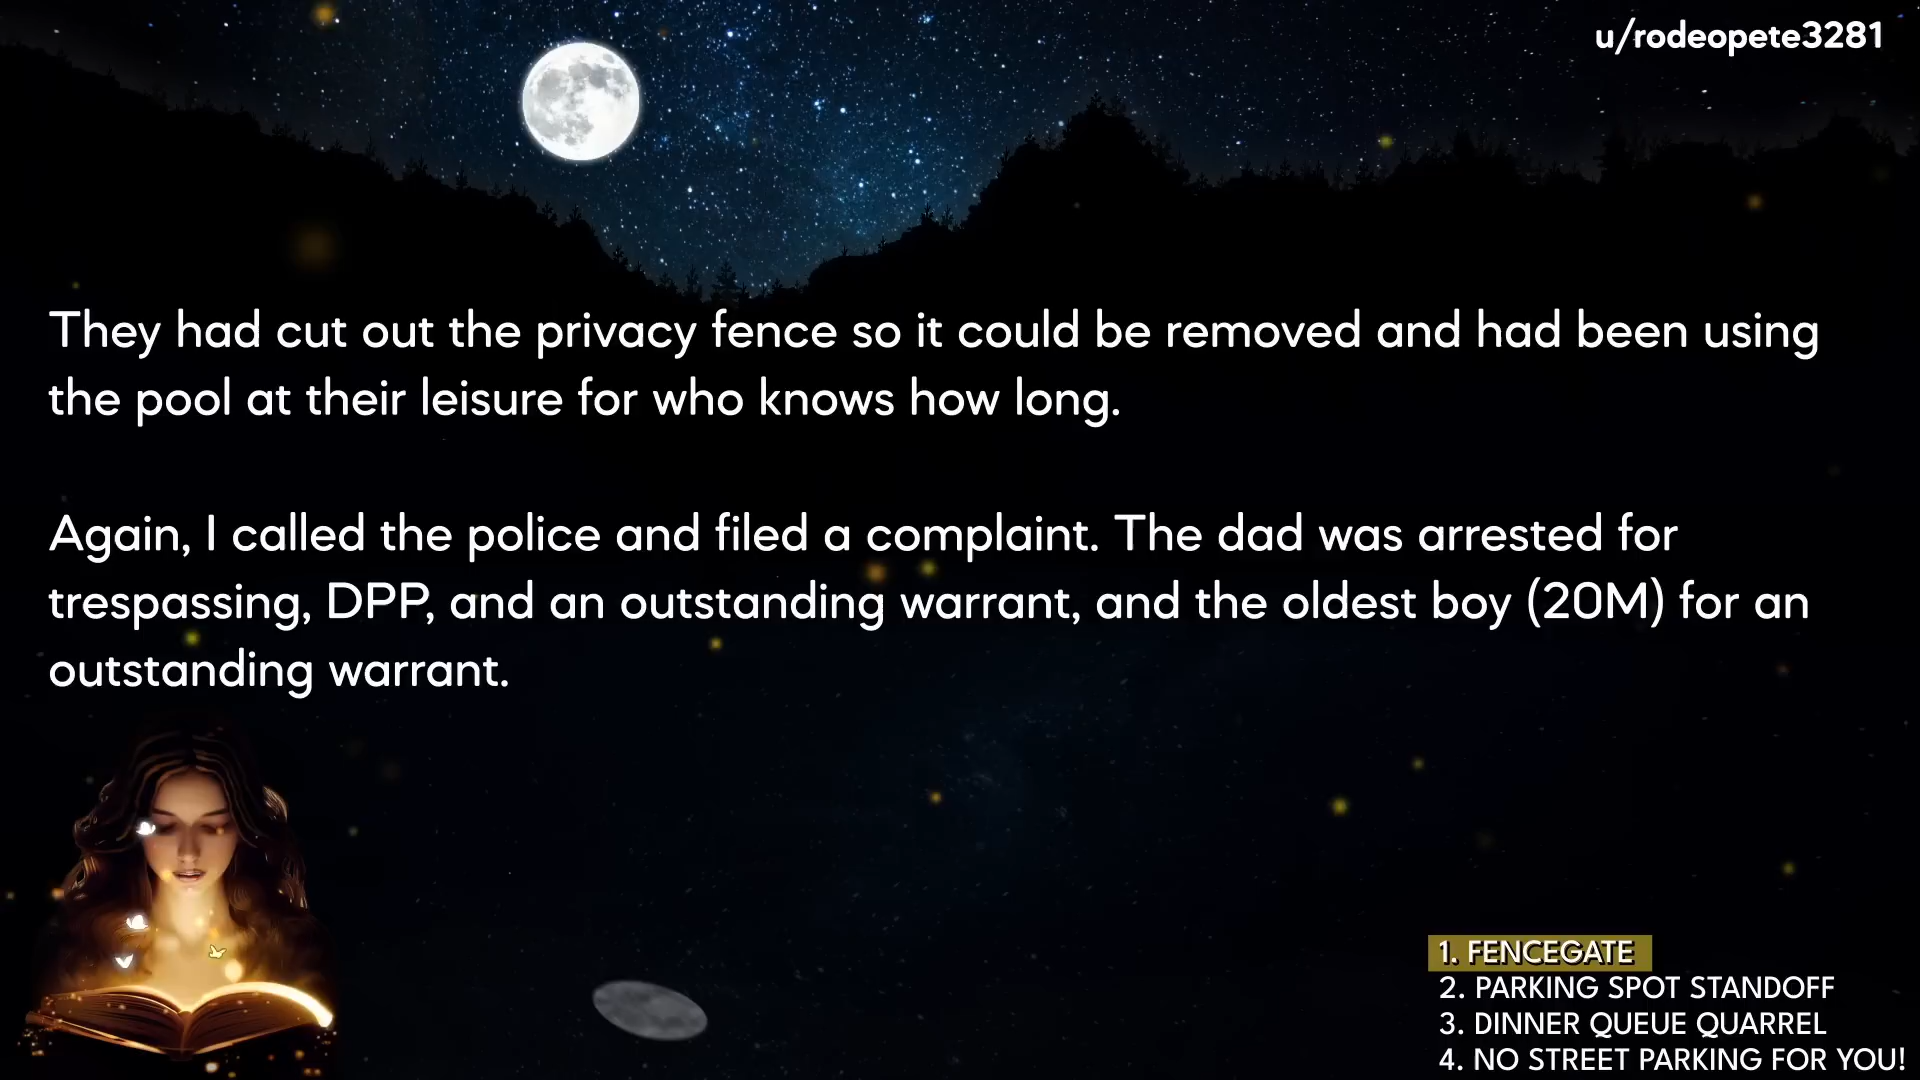 u/rodeopete3281
They had cut out the privacy fence so it could be removed and had been using
the pool at their leisure for who knows how long.
Again, I called the police and filed a complaint. The dad was arrested for
trespassing, DPP, and an outstanding warrant, and the oldest boy (20M) for an
outstanding warrant.
1. FENCEGATE
2. PARKING SPOT STANDOFF
3. DINNER QUEUE QUARREL
4. NO STREET PARKING FOR YOU!